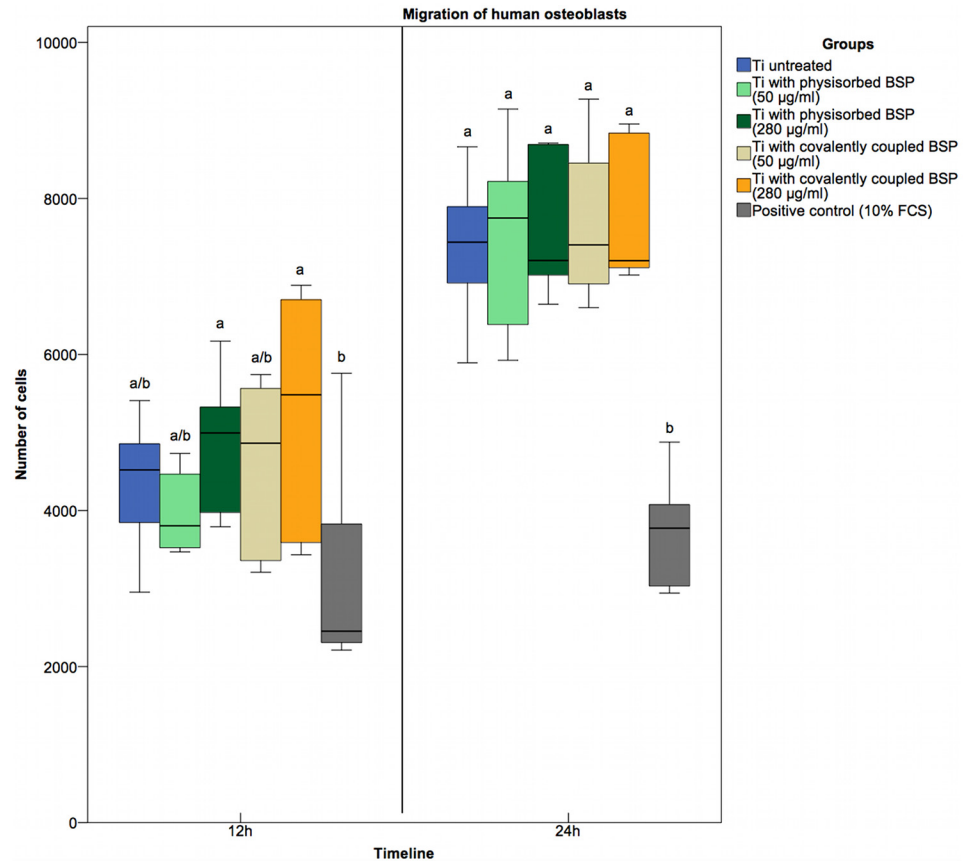 Migration of human osteoblasts
Number of cells
10000
8000
6000
4000
2000
0
a/b
a/b
a
a/b
a
b
a
a
a
a
a
b
12h
24h
Timeline
Groups
Ti untreated
Ti with physisorbed BSP
(50 µg/ml)
Ti with physisorbed BSP
(280 µg/ml)
Ti with covalently coupled BSP
(50 µg/ml)
Ti with covalently coupled BSP
(280 µg/ml)
Positive control (10% FCS)